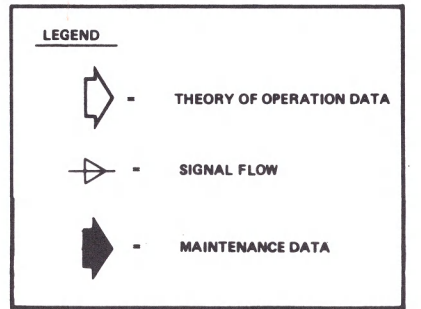 LEGEND
- THEORY OF OPERATION DATA
- SIGNAL FLOW
- MAINTENANCE DATA